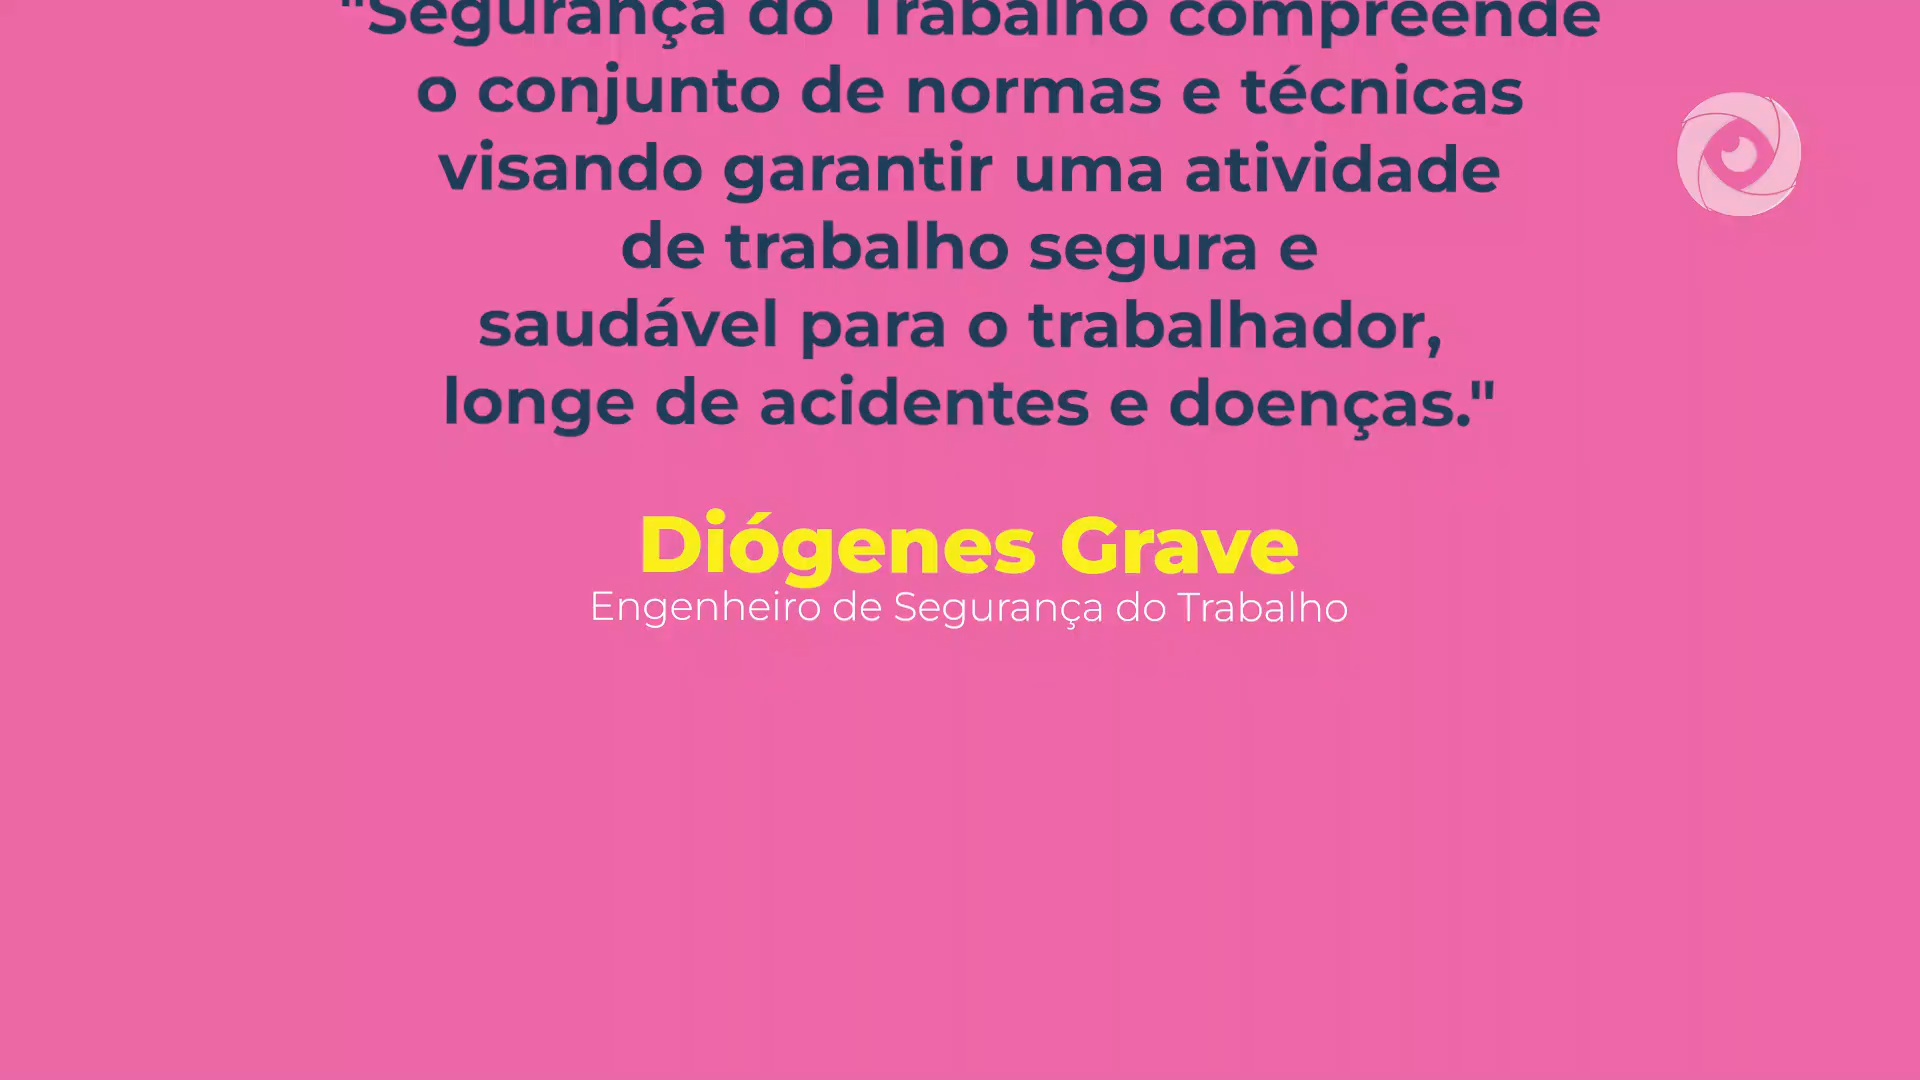 "Segurança do Trabalho compreende
o conjunto de normas e técnicas
visando garantir uma atividade
de trabalho segura e
saudável para o trabalhador,
longe de acidentes e doenças."
Diógenes Grave
Engenheiro de Segurança do Trabalho